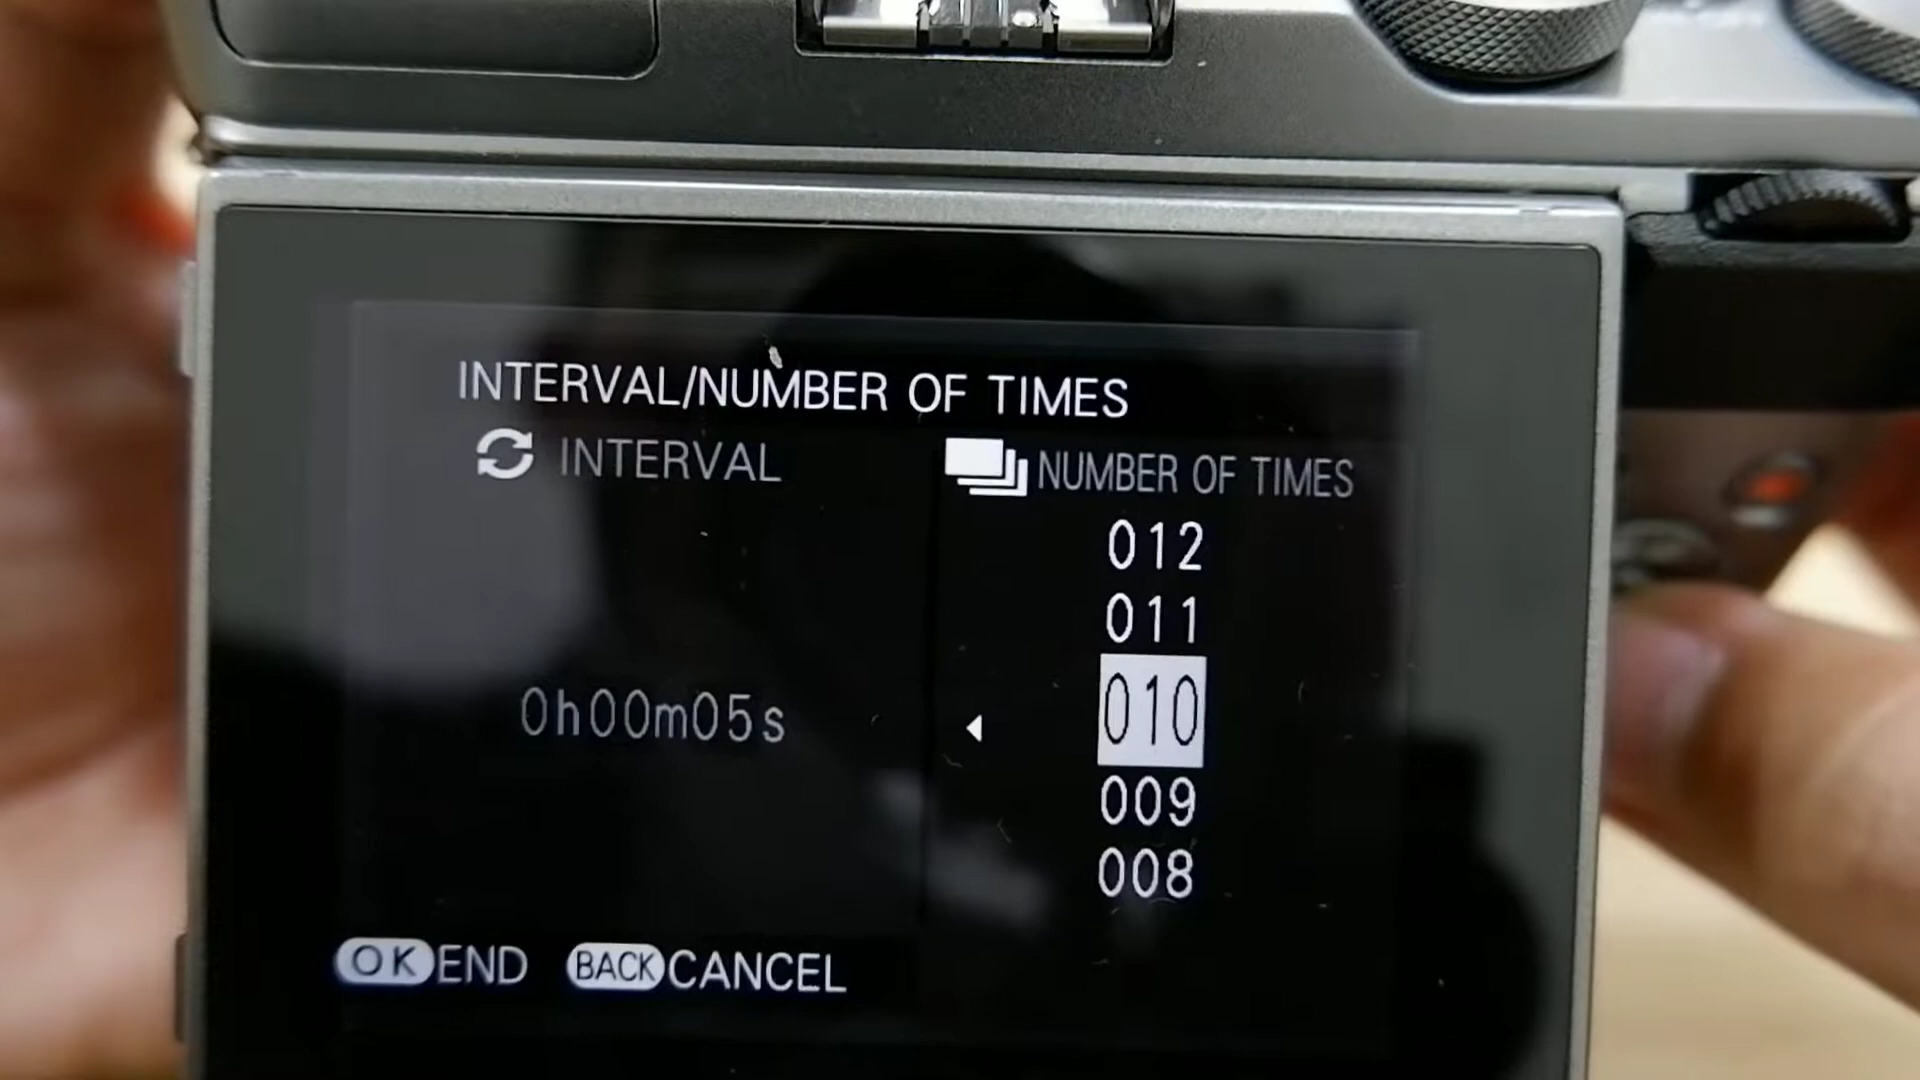 INTERVAL/NUMBER OF TIMES
INTERVAL
NUMBER OF TIMES
012
011
0h00m05s
010
009
008
OK END BACK CANCEL